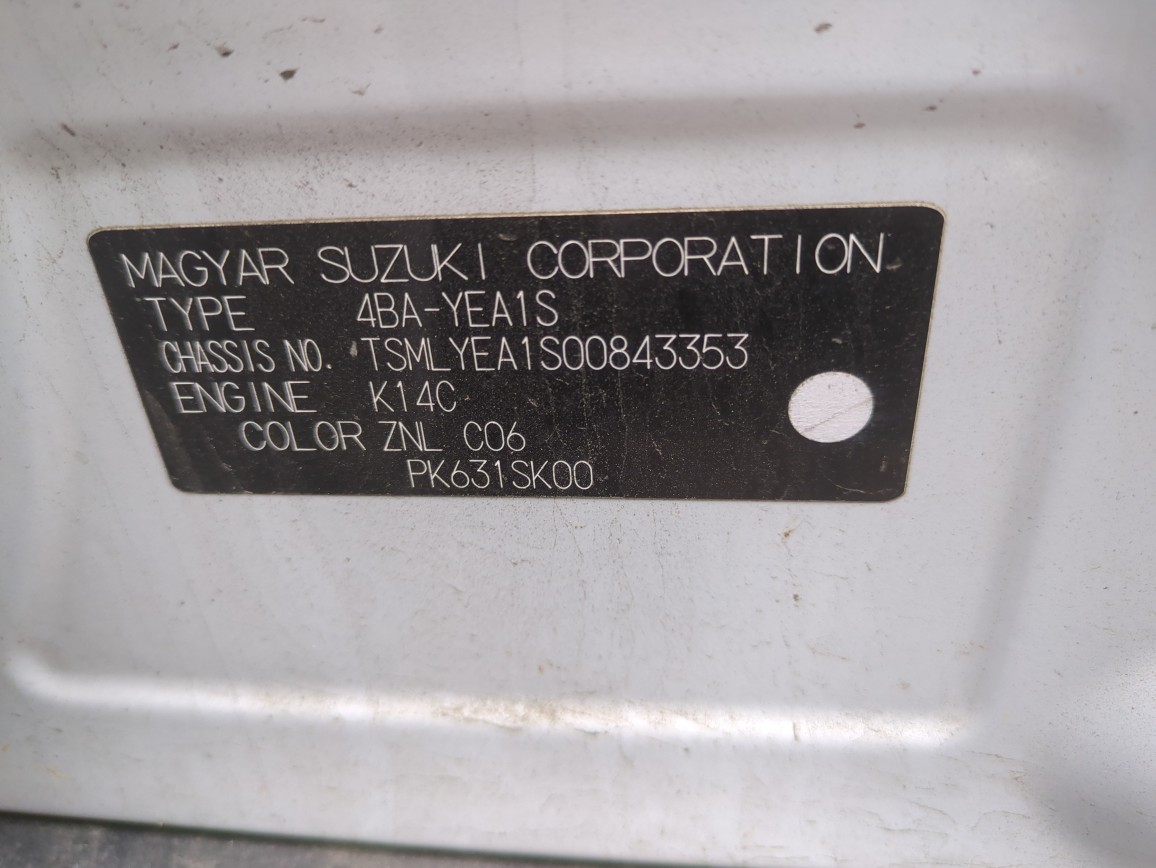 MAGYAR SUZUKI CORPORATION
TYPE 4BA-YEA1S
CHASSIS NO. TSMLYEA1S00843353
ENGINE K14C
COLOR ZNL C06
PK631SK00